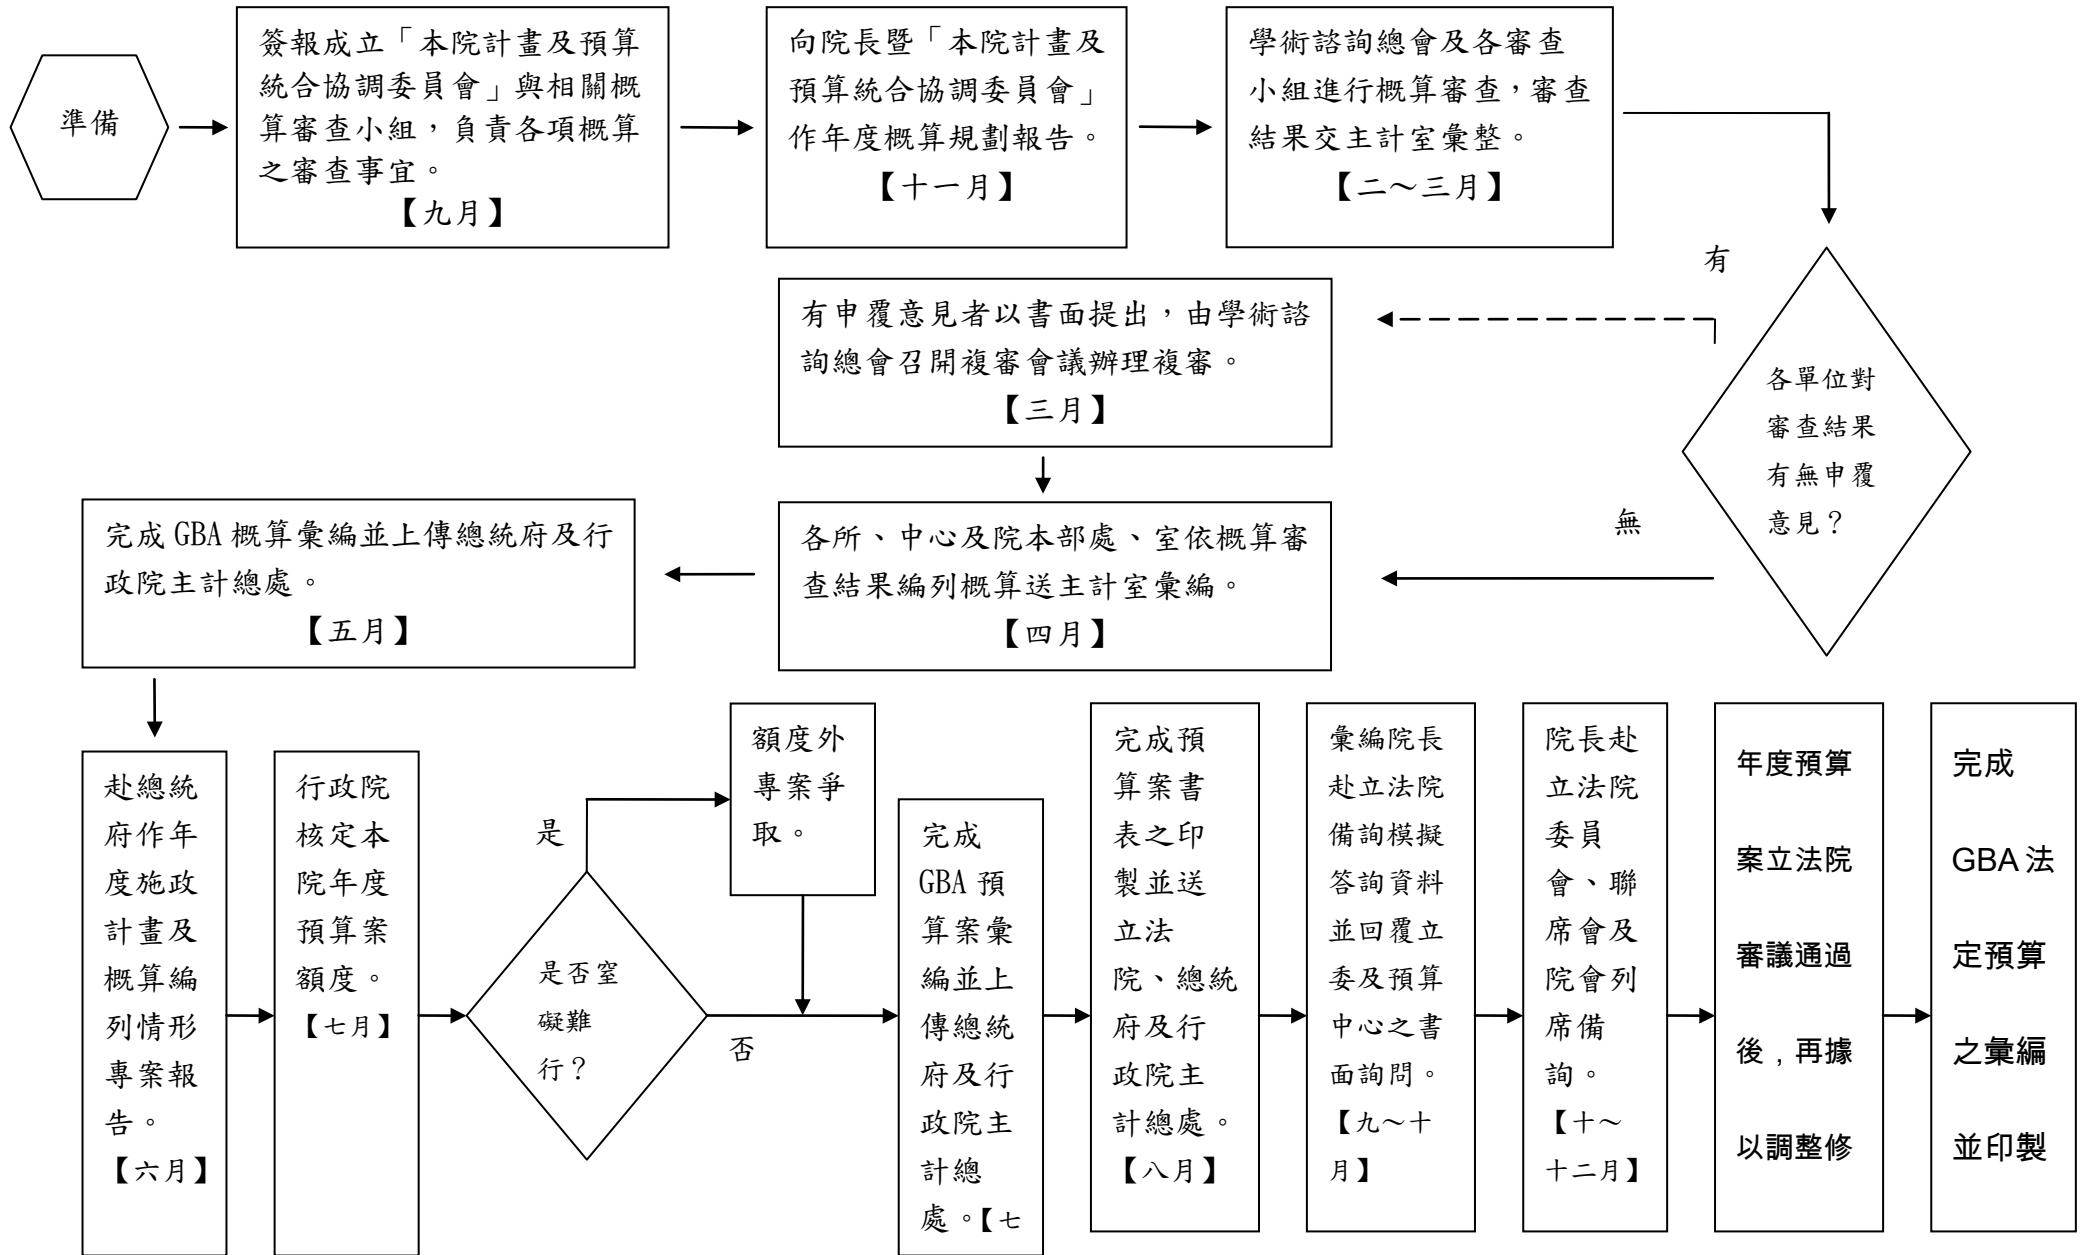 準備
簽報成立「本院計畫及預算
統合協調委員會」與相關概
算審查小組，負責各項概算
之審查事宜。
【九月】
向院長暨「本院計畫及
預算統合協調委員會」
作年度概算規劃報告。
【十一月】
學術諮詢總會及各審查
小組進行概算審查，審查
結果交主計室彙整。
【二～三月】
各單位對
審查結果
有無申覆
意見？
有
無
有申覆意見者以書面提出，由學術諮
詢總會召開複審會議辦理複審。
【三月】
各所、中心及院本部處、室依概算審
查結果編列概算送主計室彙編。
【四月】
完成 GBA 概算彙編並上傳總統府及行
政院主計總處。
【五月】
赴總統
府作年
度施政
計畫及
概算編
列情形
專案報
告。
【六月】
行政院
核定本
院年度
預算案
額度。
【七月】
是否窒
礙難
行？
是
否
額度外
專案爭
取。
完成
GBA 預
算案彙
編並上
傳總統
府及行
政院主
計總
處。【七
完成預
算案書
表之印
製並送
立法
院、總統
府及行
政院主
計總處。
【八月】
彙編院長
赴立法院
備詢模擬
答詢資料
並回覆立
委及預算
中心之書
面詢問。
【九～十
月】
院長赴
立法院
委員
會、聯
席會及
院會列
席備
詢。
【十～
十二月】
年度預算
案立法院
審議通過
後，再據
以調整修
完成
GBA 法
定預算
之彙編
並印製